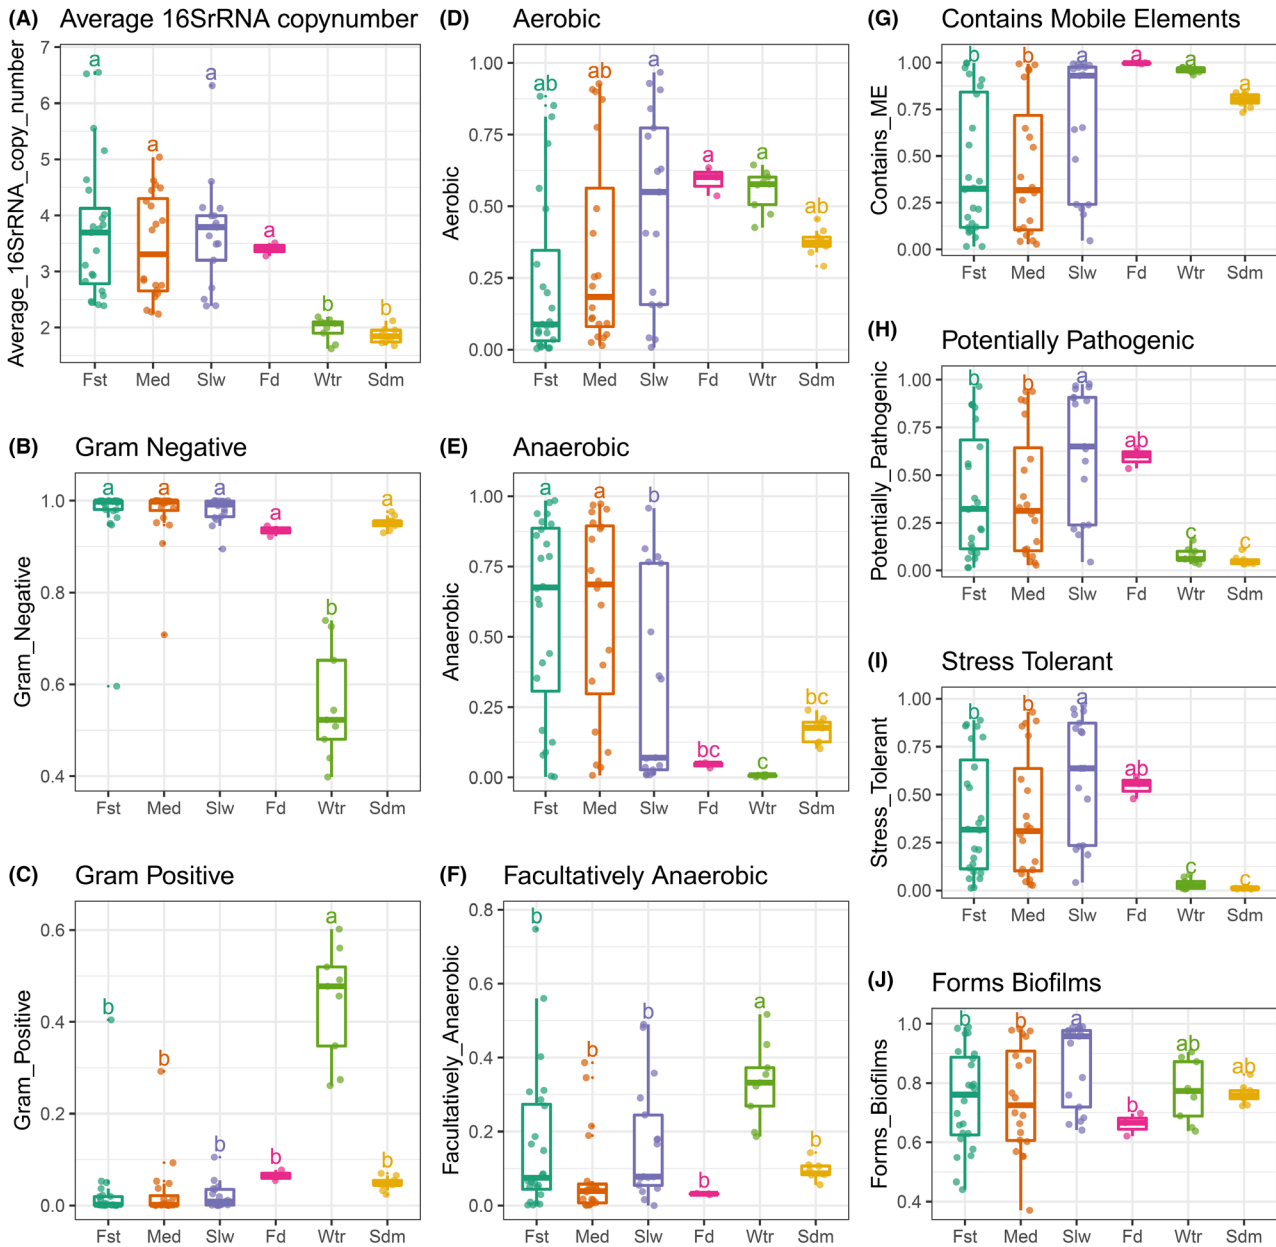 (A) Average 16SrRNA copynumber
Average_16SrRNA_copy_number
7
6
5
4
3
2
a
a
a
a
b
b
Fst Med Slw Fd Wtr Sdm
(B) Gram Negative
Gram_Negative
1.0
0.8
0.6
0.4
a
a
a
a
b
a
Fst Med Slw Fd Wtr Sdm
(C) Gram Positive
Gram_Positive
0.6
0.4
0.2
0.0
b
b
b
b
a
b
Fst Med Slw Fd Wtr Sdm
(D) Aerobic
Aerobic
1.00
0.75
0.50
0.25
0.00
ab
ab
a
a
a
ab
Fst Med Slw Fd Wtr Sdm
(E) Anaerobic
Anaerobic
1.00
0.75
0.50
0.25
0.00
a
a
b
bc
c
bc
Fst Med Slw Fd Wtr Sdm
(F) Facultatively Anaerobic
Facultatively_Anaerobic
0.8
0.6
0.4
0.2
0.0
b
b
b
b
a
b
Fst Med Slw Fd Wtr Sdm
(G) Contains Mobile Elements
Contains_ME
1.00
0.75
0.50
0.25
0.00
b
b
a
a
a
a
Fst Med Slw Fd Wtr Sdm
(H) Potentially Pathogenic
Potentially_Pathogenic
1.00
0.75
0.50
0.25
0.00
b
b
a
ab
c
c
Fst Med Slw Fd Wtr Sdm
(I) Stress Tolerant
Stress_Tolerant
1.00
0.75
0.50
0.25
0.00
b
b
a
ab
c
c
Fst Med Slw Fd Wtr Sdm
(J) Forms Biofilms
Forms_Biofilms
1.0
0.8
0.6
0.4
b
b
a
b
ab
ab
Fst Med Slw Fd Wtr Sdm